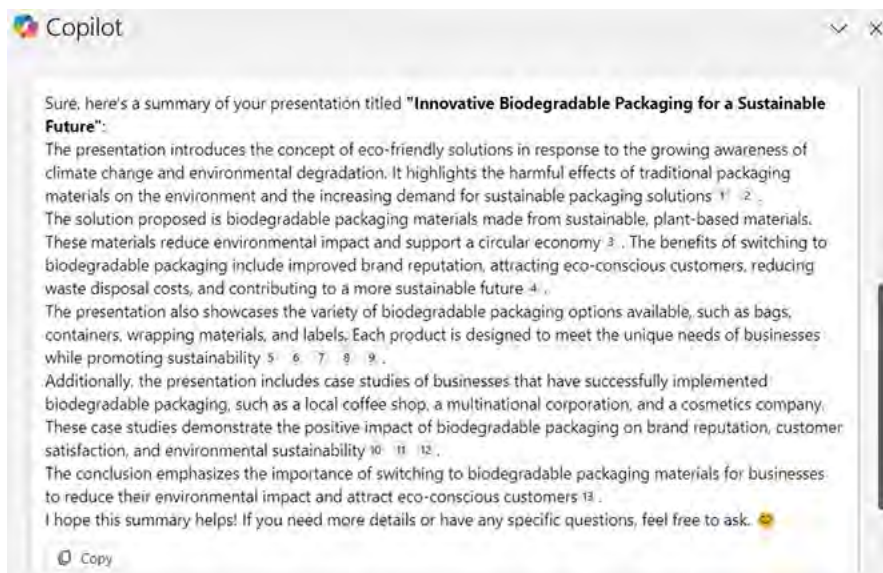 Copilot
Sure, here's a summary of your presentation titled "Innovative Biodegradable Packaging for a Sustainable
Future":
The presentation introduces the concept of eco-friendly solutions in response to the growing awareness of
climate change and environmental degradation. It highlights the harmful effects of traditional packaging
materials on the environment and the increasing demand for sustainable packaging solutions 1 2 .
The solution proposed is biodegradable packaging materials made from sustainable, plant-based materials.
These materials reduce environmental impact and support a circular economy 3 . The benefits of switching to
biodegradable packaging include improved brand reputation, attracting eco-conscious customers, reducing
waste disposal costs, and contributing to a more sustainable future 4 .
The presentation also showcases the variety of biodegradable packaging options available, such as bags,
containers, wrapping materials, and labels. Each product is designed to meet the unique needs of businesses
while promoting sustainability 5 6 7 8 9 .
Additionally, the presentation includes case studies of businesses that have successfully implemented
biodegradable packaging, such as a local coffee shop, a multinational corporation, and a cosmetics company.
These case studies demonstrate the positive impact of biodegradable packaging on brand reputation, customer
satisfaction, and environmental sustainability 10 11 12 .
The conclusion emphasizes the importance of switching to biodegradable packaging materials for businesses
to reduce their environmental impact and attract eco-conscious customers 13 .
I hope this summary helps! If you need more details or have any specific questions, feel free to ask. 😊
Copy